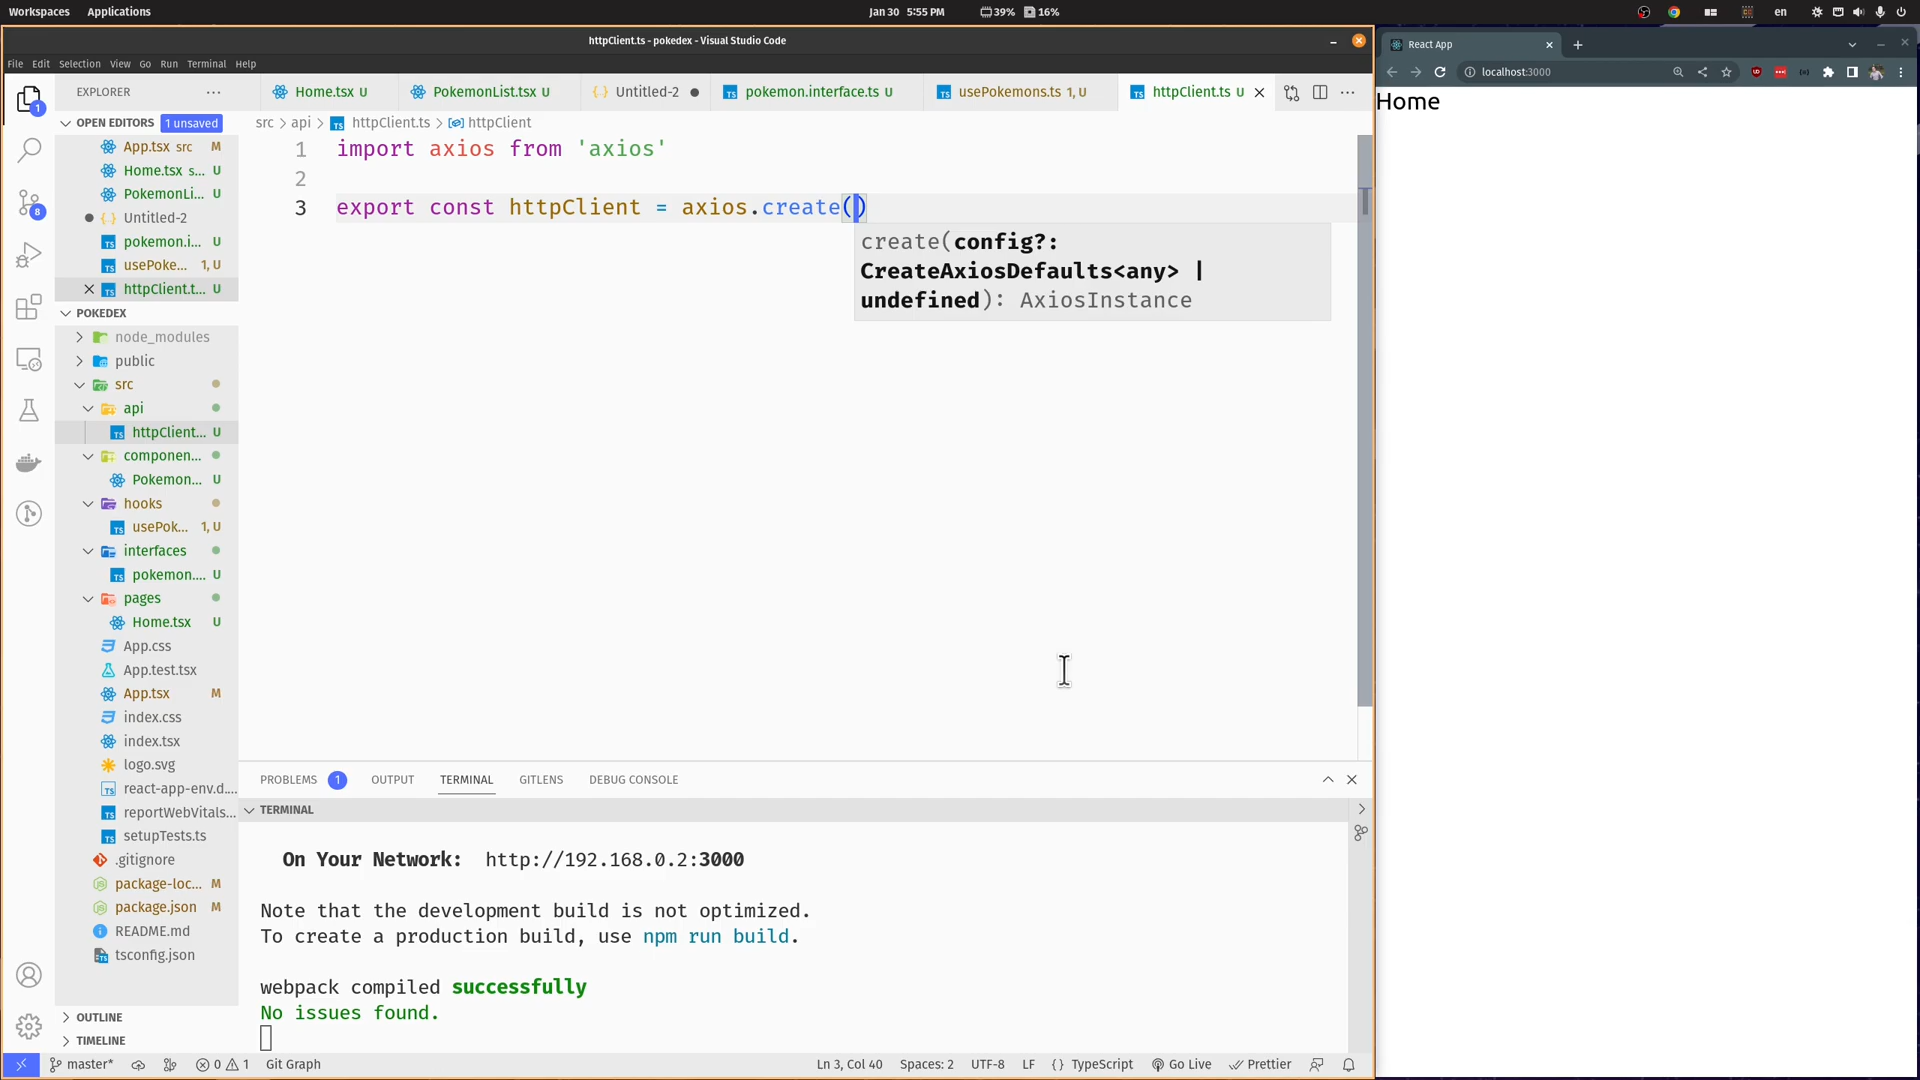 Workspaces Applications Jan 30 5:55 PM 39% 16% en
httpClient.ts - pokedex - Visual Studio Code
File Edit Selection View Go Run Terminal Help
EXPLORER
Home.tsx U PokemonList.tsx U {} Untitled-2 pokemon.interface.ts U usePokemons.ts 1, U httpClient.ts U
OPEN EDITORS 1 unsaved
src > api > httpClient.ts > httpClient
App.tsx src M
Home.tsx s... U
PokemonLi... U
{} Untitled-2
pokemon.i... U
usePoke... 1, U
httpClient.t... U
1 import axios from 'axios'
2
3 export const httpClient = axios.create()
create(config?:
CreateAxiosDefaults<any> |
undefined): AxiosInstance
POKEDEX
node_modules
public
src
api
httpClient... U
componen...
Pokemon... U
hooks
usePok... 1, U
interfaces
pokemon.... U
pages
Home.tsx U
App.css
App.test.tsx
App.tsx M
index.css
index.tsx
logo.svg
react-app-env.d....
reportWebVitals...
setupTests.ts
.gitignore
package-loc... M
package.json M
README.md
tsconfig.json
OUTLINE
TIMELINE
PROBLEMS 1 OUTPUT TERMINAL GITLENS DEBUG CONSOLE
TERMINAL
On Your Network: http://192.168.0.2:3000
Note that the development build is not optimized.
To create a production build, use npm run build.
webpack compiled successfully
No issues found.
master* 0 1 Git Graph Ln 3, Col 40 Spaces: 2 UTF-8 LF {} TypeScript Go Live Prettier
1
8
React App
localhost:3000
Home